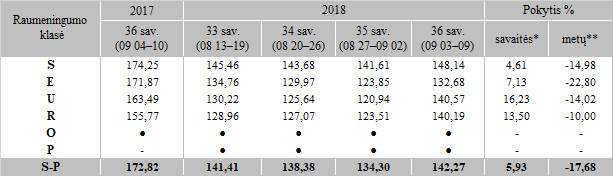 Raumeningumo klasė 2017 2018 Pokytis %
36 sav. (09 04–10) 33 sav. (08 13–19) 34 sav. (08 20–26) 35 sav. (08 27–09 02) 36 sav. (09 03–09) savaitės* metų**
S 174,25 145,46 143,68 141,61 148,14 4,61 -14,98
E 171,87 134,76 129,97 123,85 132,68 7,13 -22,80
U 163,49 130,22 125,64 120,94 140,57 16,23 -14,02
R 155,77 128,96 127,07 123,51 140,19 13,50 -10,00
O ● ● ● ● ● - -
P - ● ● ● ● - -
S-P 172,82 141,41 138,38 134,30 142,27 5,93 -17,68